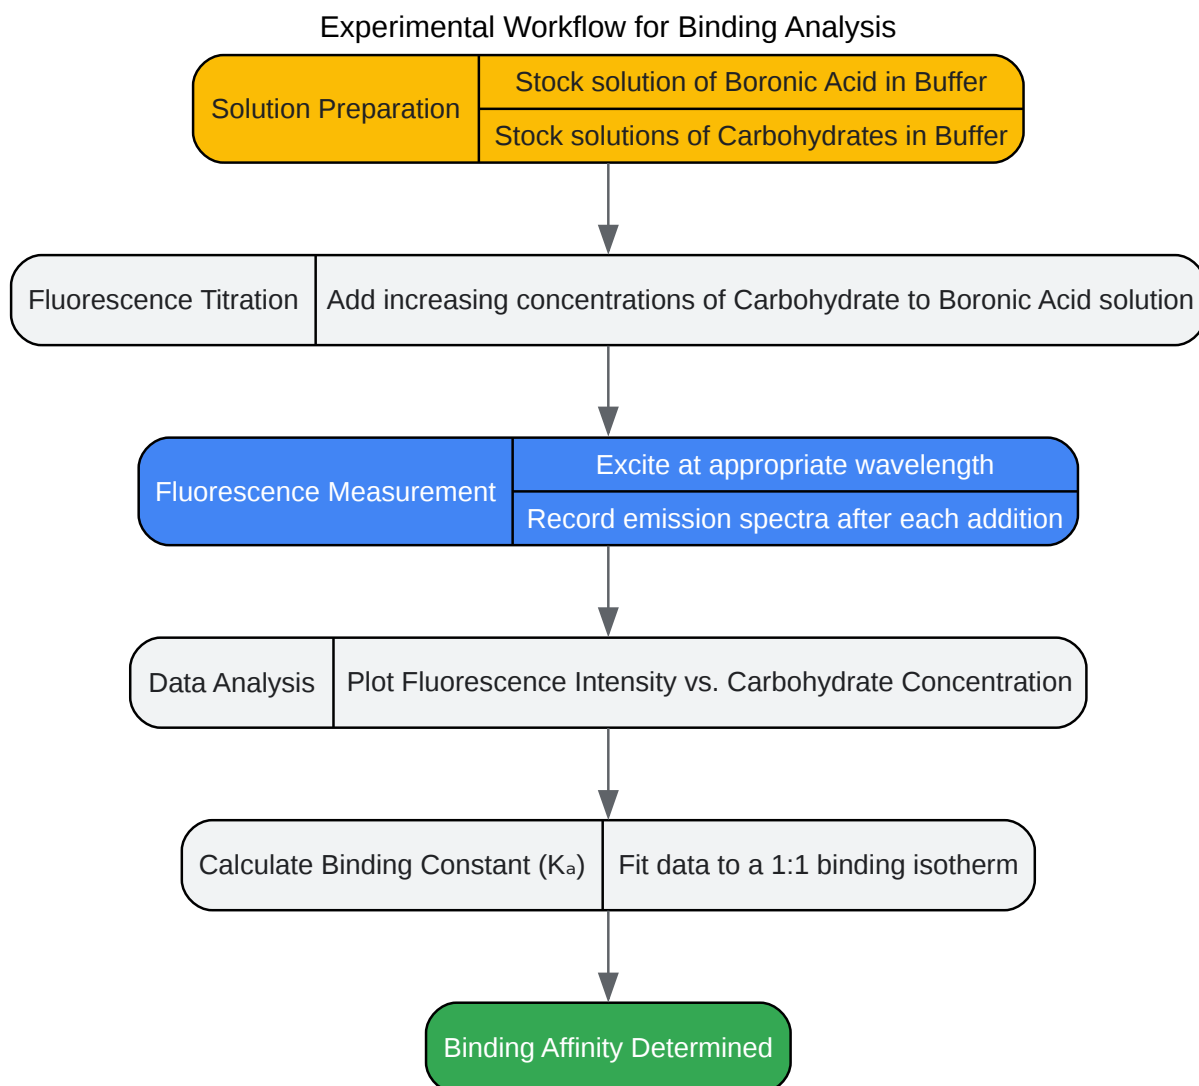 Experimental Workflow for Binding Analysis
Solution Preparation
Stock solution of Boronic Acid in Buffer
Stock solutions of Carbohydrates in Buffer
Fluorescence Titration
Add increasing concentrations of Carbohydrate to Boronic Acid solution
Fluorescence Measurement
Excite at appropriate wavelength
Record emission spectra after each addition
Data Analysis
Plot Fluorescence Intensity vs. Carbohydrate Concentration
Calculate Binding Constant (Kₐ)
Fit data to a 1:1 binding isotherm
Binding Affinity Determined